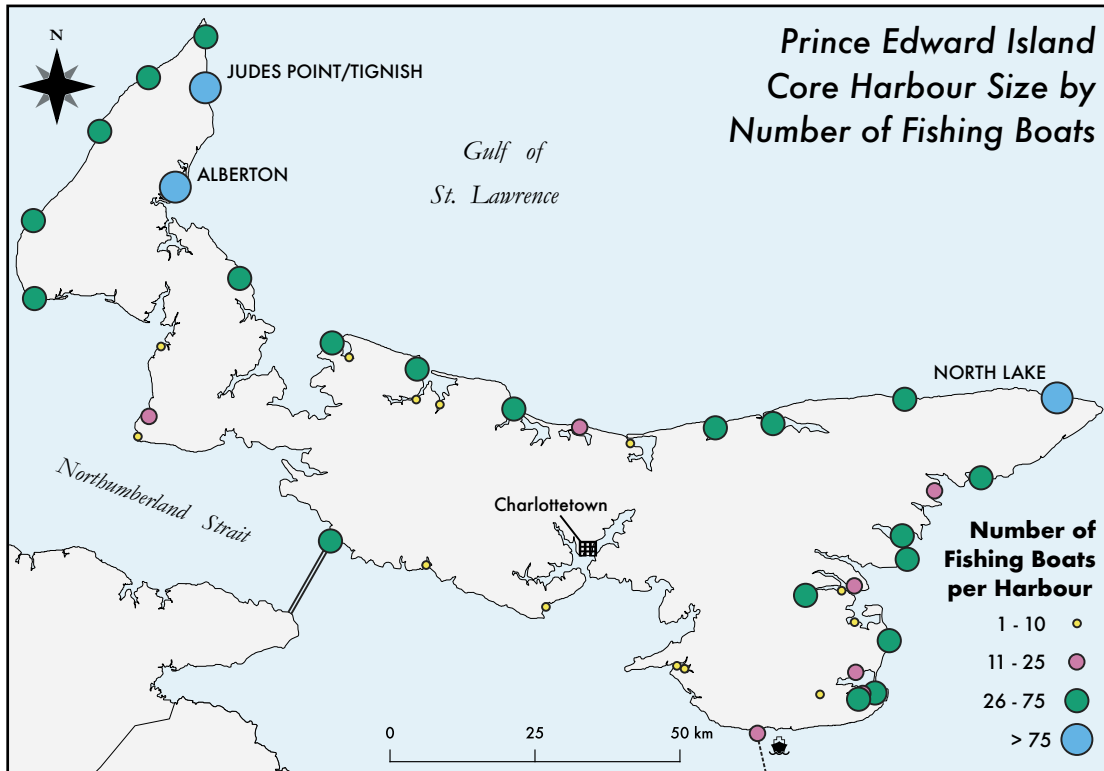 Prince Edward Island
Core Harbour Size by
Number of Fishing Boats
N
JUDES POINT/TIGNISH
ALBERTON
Gulf of
St. Lawrence
NORTH LAKE
Northumberland Strait
Charlottetown
Number of
Fishing Boats
per Harbour
1 - 10
11 - 25
26 - 75
> 75
0 25 50 km